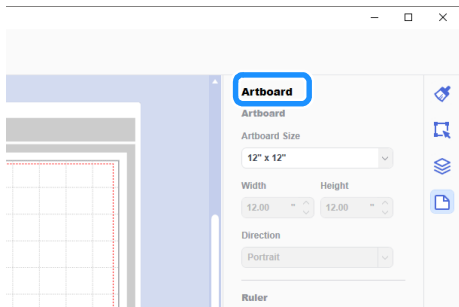 Artboard
Artboard
Artboard Size
12" x 12"
Width Height
12.00 " 12.00 "
Direction
Portrait
Ruler